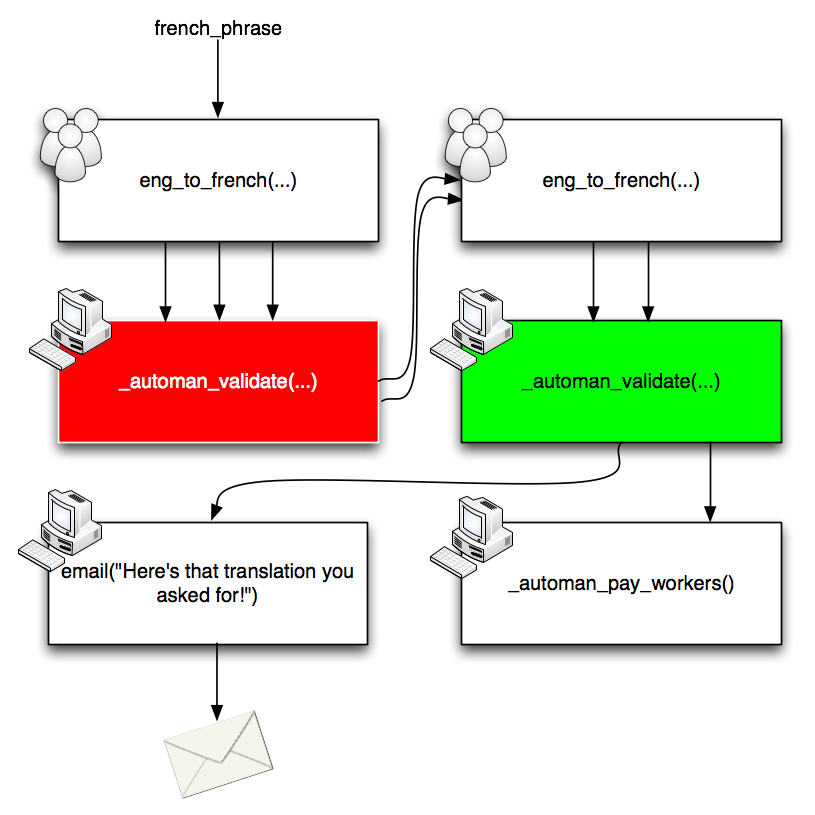 french_phrase
eng_to_french(...)
eng_to_french(...)
_automan_validate(...)
_automan_validate(...)
email("Here's that translation you
asked for!")
_automan_pay_workers()